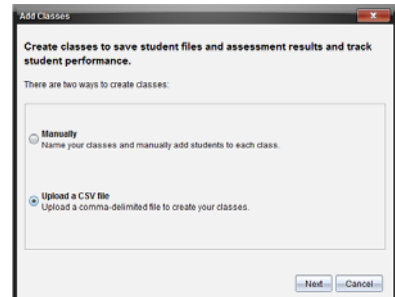 Add Classes
Create classes to save student files and assessment results and track
student performance.
There are two ways to create classes:
Manually
Name your classes and manually add students to each class.
Upload a CSV file
Upload a comma-delimited file to create your classes.
Next Cancel